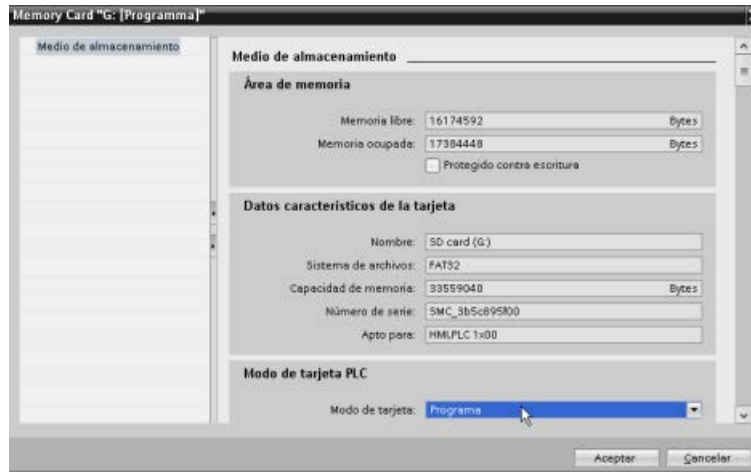 Memory Card "G: [Programma]"
Medio de almacenamiento
Medio de almacenamiento
Área de memoria
Memoria libre: 16174592 Bytes
Memoria ocupada: 17384448 Bytes
Protegido contra escritura
Datos característicos de la tarjeta
Nombre: SD card (G:)
Sistema de archivos: FAT32
Capacidad de memoria: 33559040 Bytes
Número de serie: SMC_3b5c895f00
Apto para: HMI,PLC 1x00
Modo de tarjeta PLC
Modo de tarjeta: Programa
Aceptar Cancelar